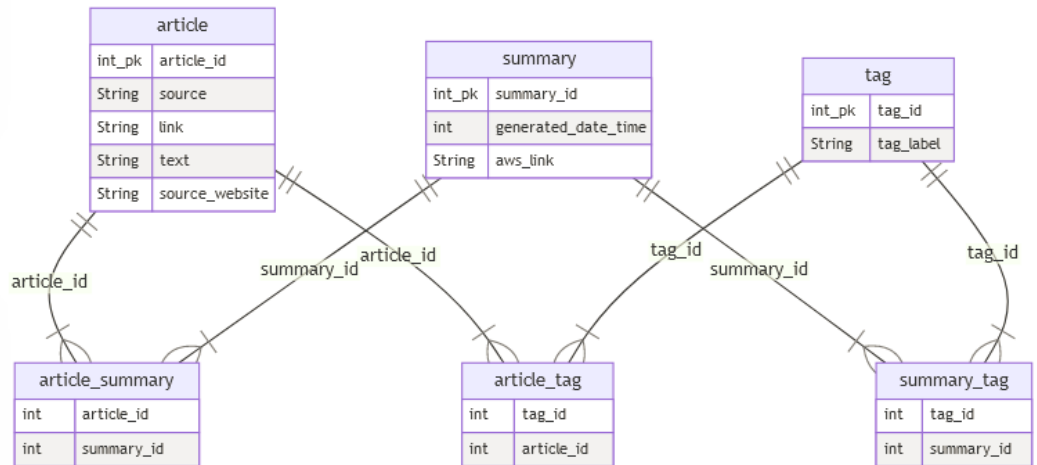 article
int_pk article_id
String source
String link
String text
String source_website
summary
int_pk summary_id
int generated_date_time
String aws_link
tag
int_pk tag_id
String tag_label
article_id
summary_id
article_id
tag_id
summary_id
tag_id
article_summary
int article_id
int summary_id
article_tag
int tag_id
int article_id
summary_tag
int tag_id
int summary_id